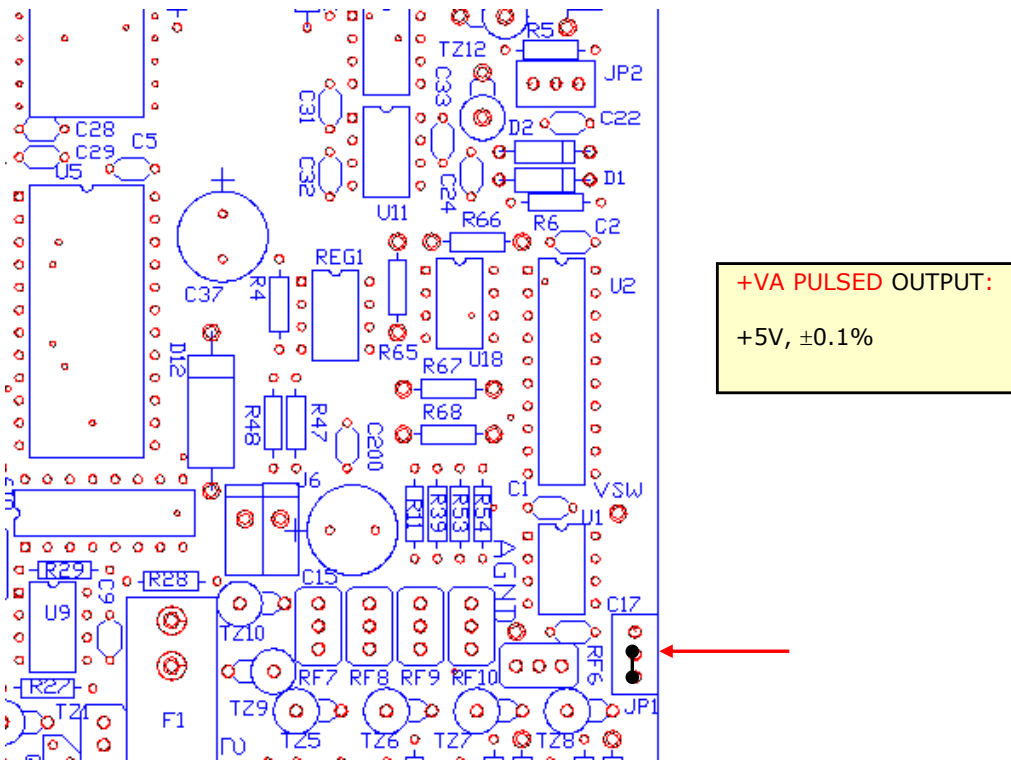 R5
TZ12
JP2
C33
C31
C28
C22
C5
D2
C29
U5
C32
D1
C24
U11
R66
R6
C2
REG1
R4
U2
C37
+VA PULSED OUTPUT:
+5V, ±0.1%
D12
R65
U18
R67
R68
R48
R47
C200
J6
C1
VSW
R11
R39
R53
R54
U1
AGND
R29
R28
C15
C9
U9
TZ10
C17
RF7
RF8
RF9
RF10
RF6
R27
TZ9
JP1
TZ1
F1
TZ5
TZ6
TZ7
TZ8